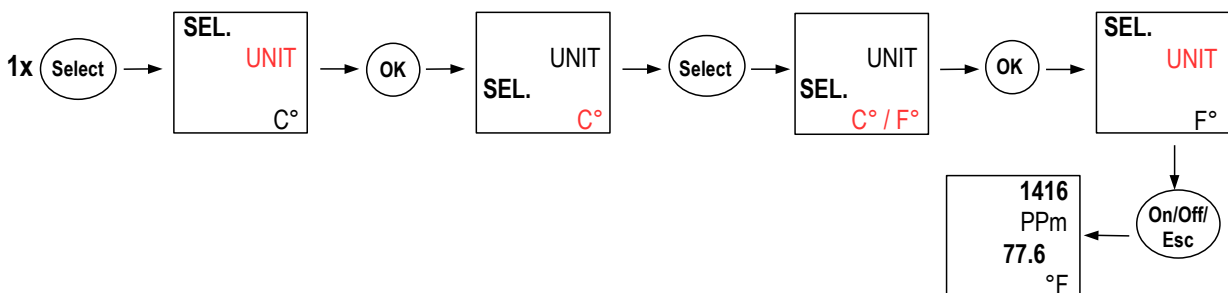 1x
Select
SEL.
UNIT
C°
OK
UNIT
SEL.
C°
Select
UNIT
SEL.
C° / F°
OK
SEL.
UNIT
F°
On/Off/
Esc
1416
PPm
77.6
°F